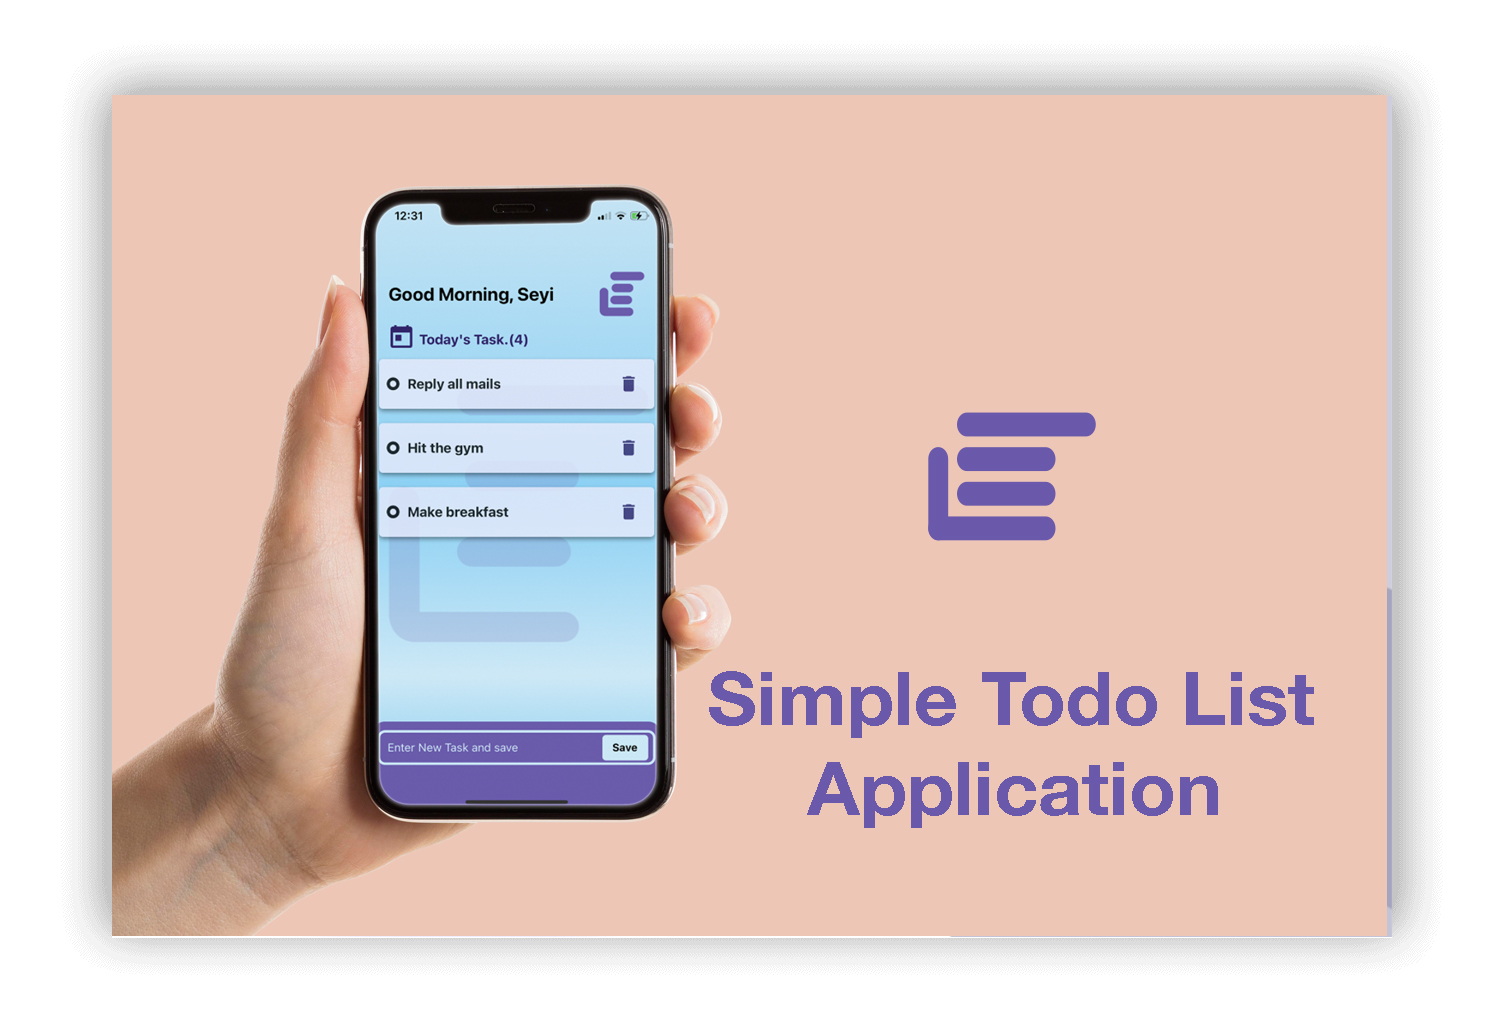 12:31
Good Morning, Seyi
Today's Task.(4)
Reply all mails
Hit the gym
Make breakfast
Enter New Task and save
Save
Simple Todo List
Application